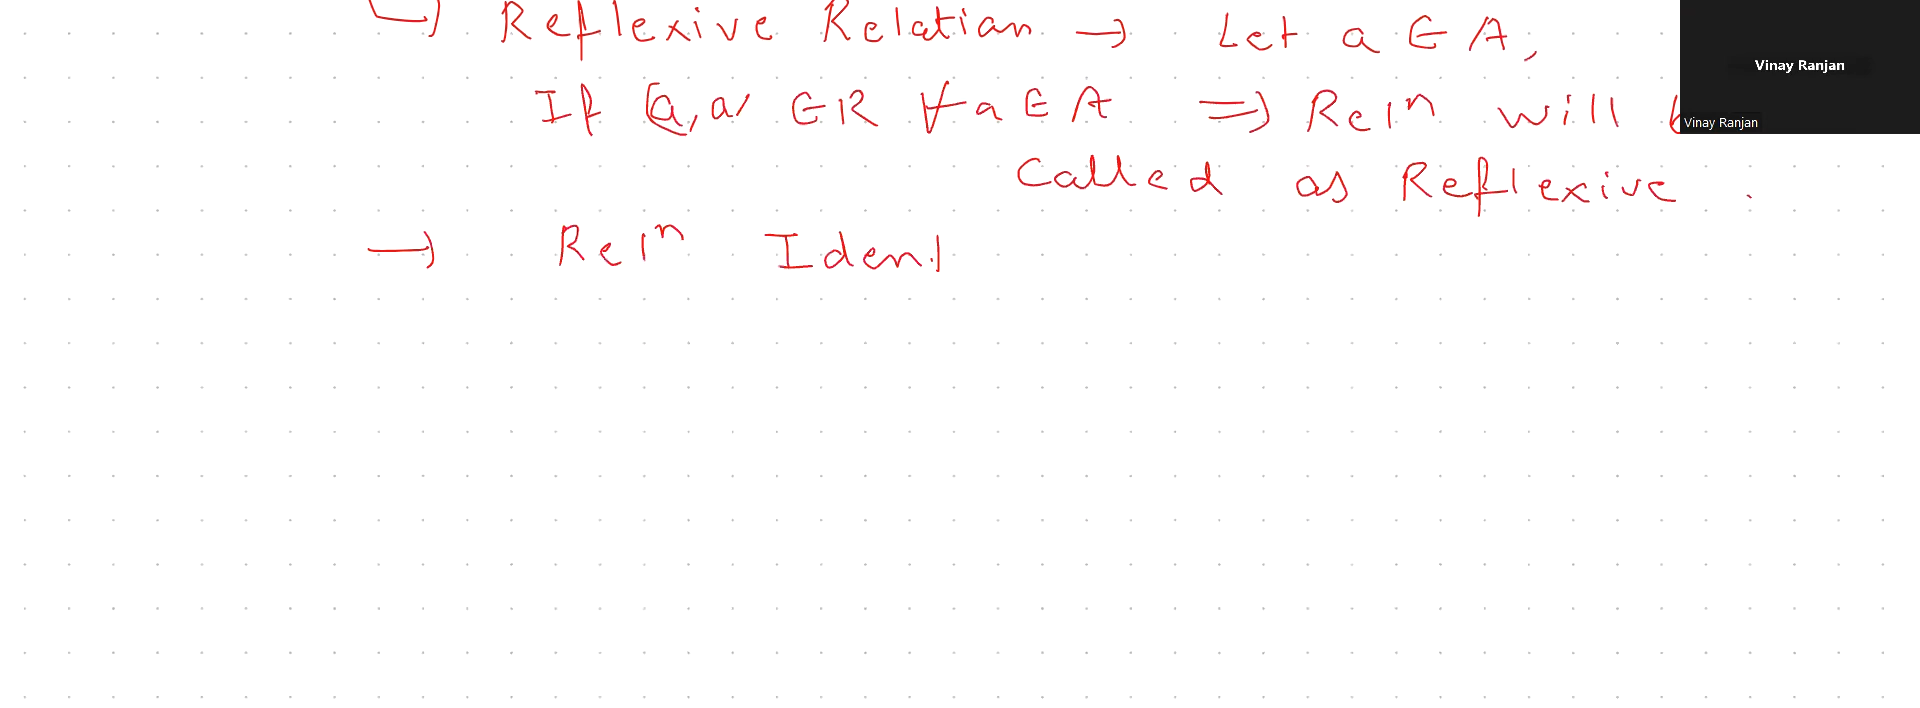 ↳ Reflexive Relation → Let a ∈ A,
Vinay Ranjan
If (a, a) ∈ R ∀ a ∈ A ⇒ Relⁿ will
Vinay Ranjan
Called as Reflexive.
→ Relⁿ Iden